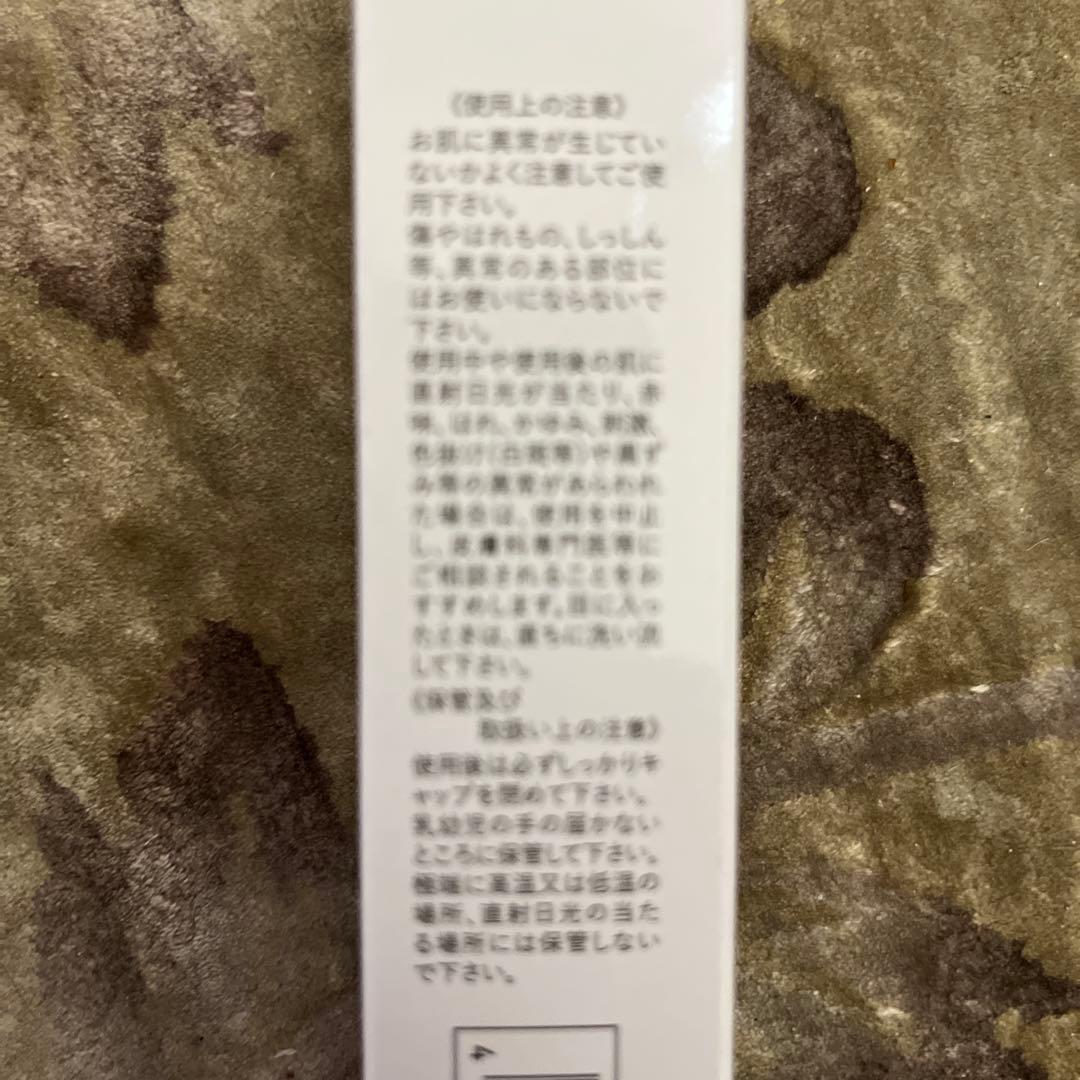 《使用上の注意》
お肌に異常が生じてい
ないかよく注意してご使
用下さい。
傷やはれもの、しっしん
等、異常のある部位に
はお使いにならないで
下さい。
使用中や使用後の肌に
直射日光が当たり、赤
味、はれ、かゆみ、刺激、
色抜け(白斑等)や黒ず
み等の異常があらわれ
た場合は、使用を中止
し、皮膚科専門医等に
ご相談されることをお
すすめします。目に入っ
たときは、直ちに洗い流
して下さい。
《保管及び
取扱い上の注意》
使用後は必ずしっかりキ
ャップを閉めて下さい。
乳幼児の手の届かない
ところに保管して下さい。
極端に高温又は低温の
場所、直射日光の当た
る場所には保管しない
で下さい。
4